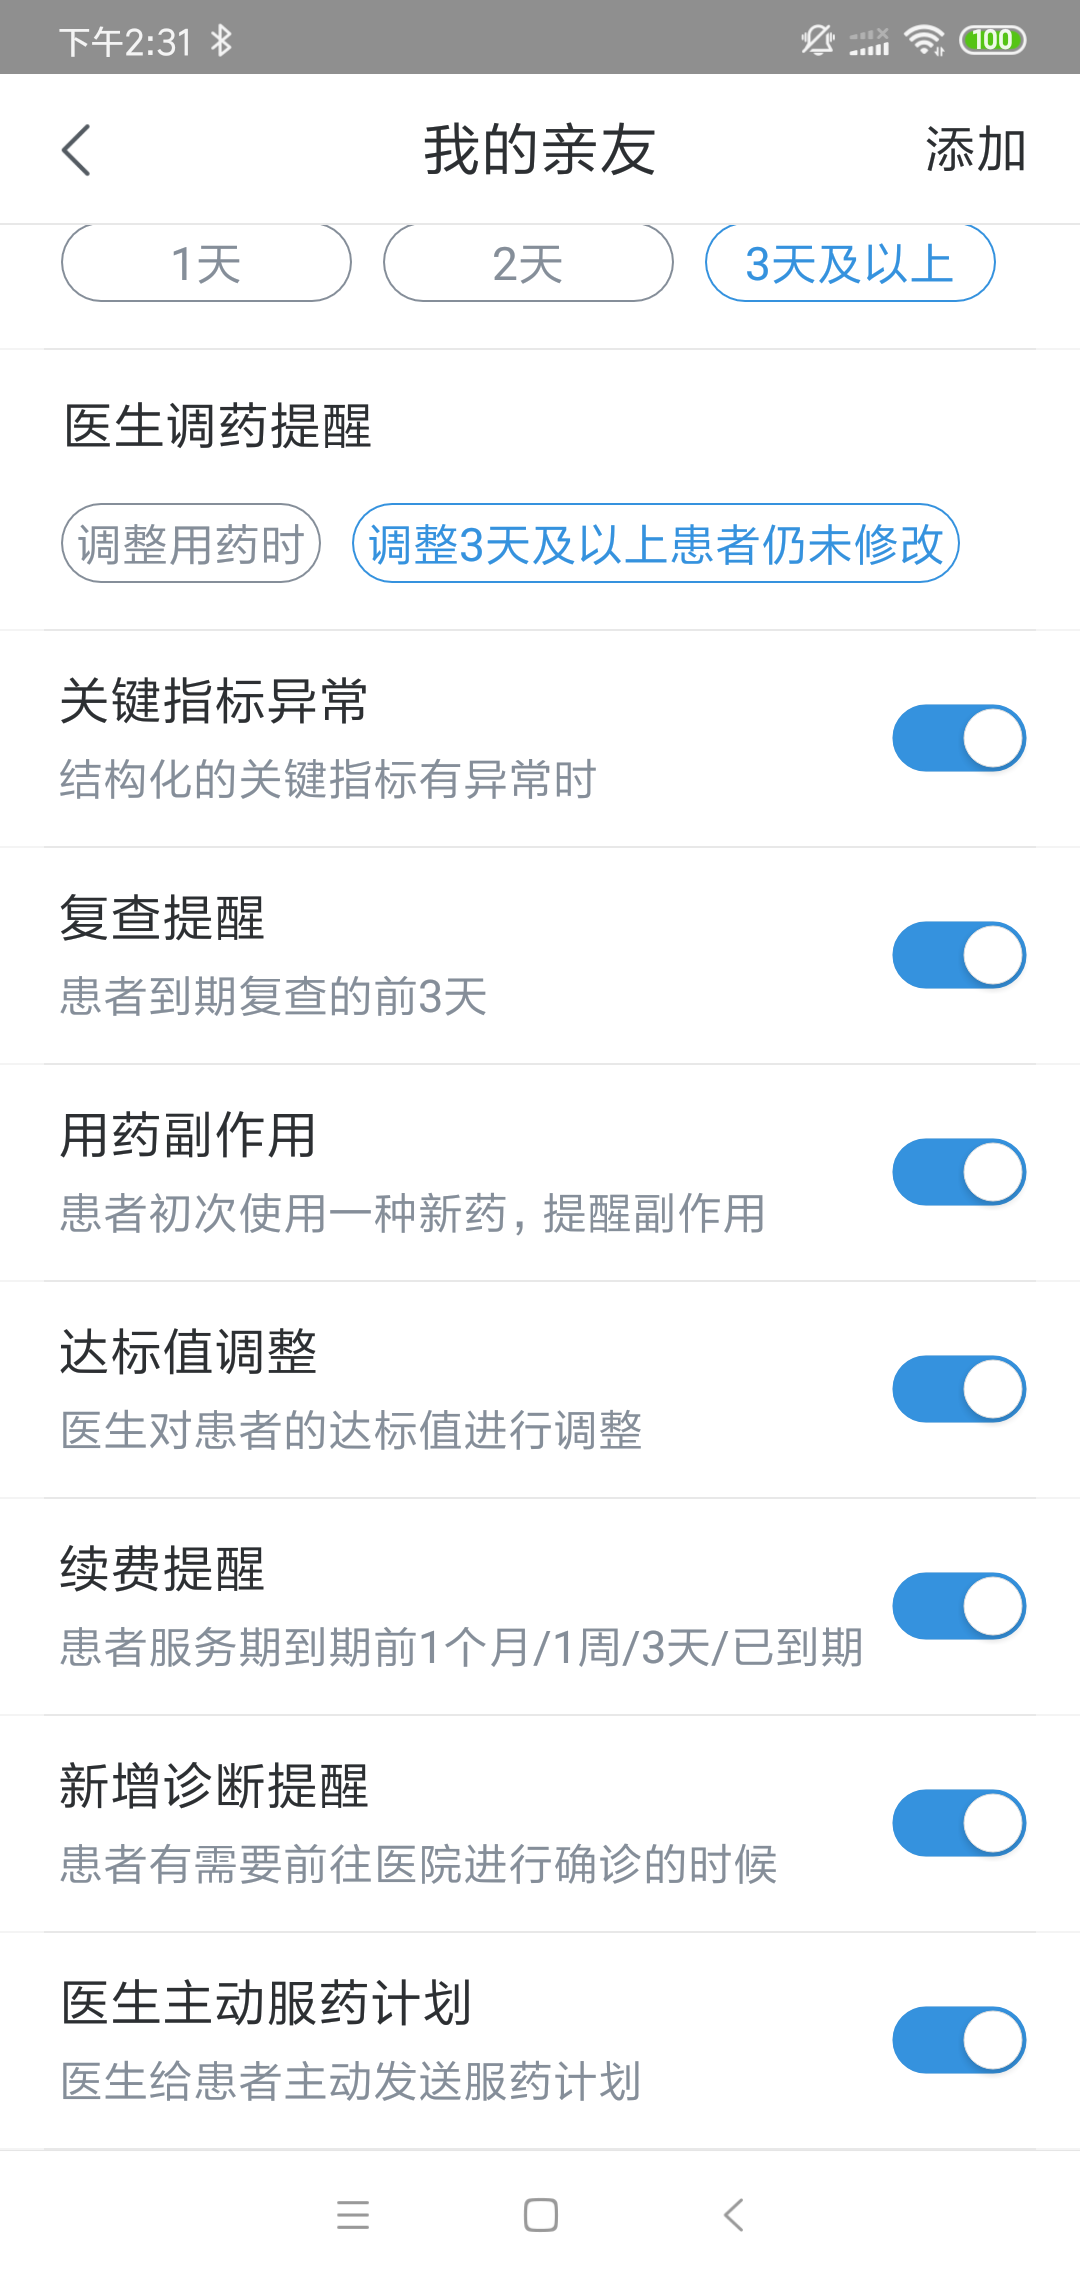 下午2:31
100
我的亲友
添加
1天
2天
3天及以上
医生调药提醒
调整用药时
调整3天及以上患者仍未修改
关键指标异常
结构化的关键指标有异常时
复查提醒
患者到期复查的前3天
用药副作用
患者初次使用一种新药，提醒副作用
达标值调整
医生对患者的达标值进行调整
续费提醒
患者服务期到期前1个月/1周/3天/已到期
新增诊断提醒
患者有需要前往医院进行确诊的时候
医生主动服药计划
医生给患者主动发送服药计划